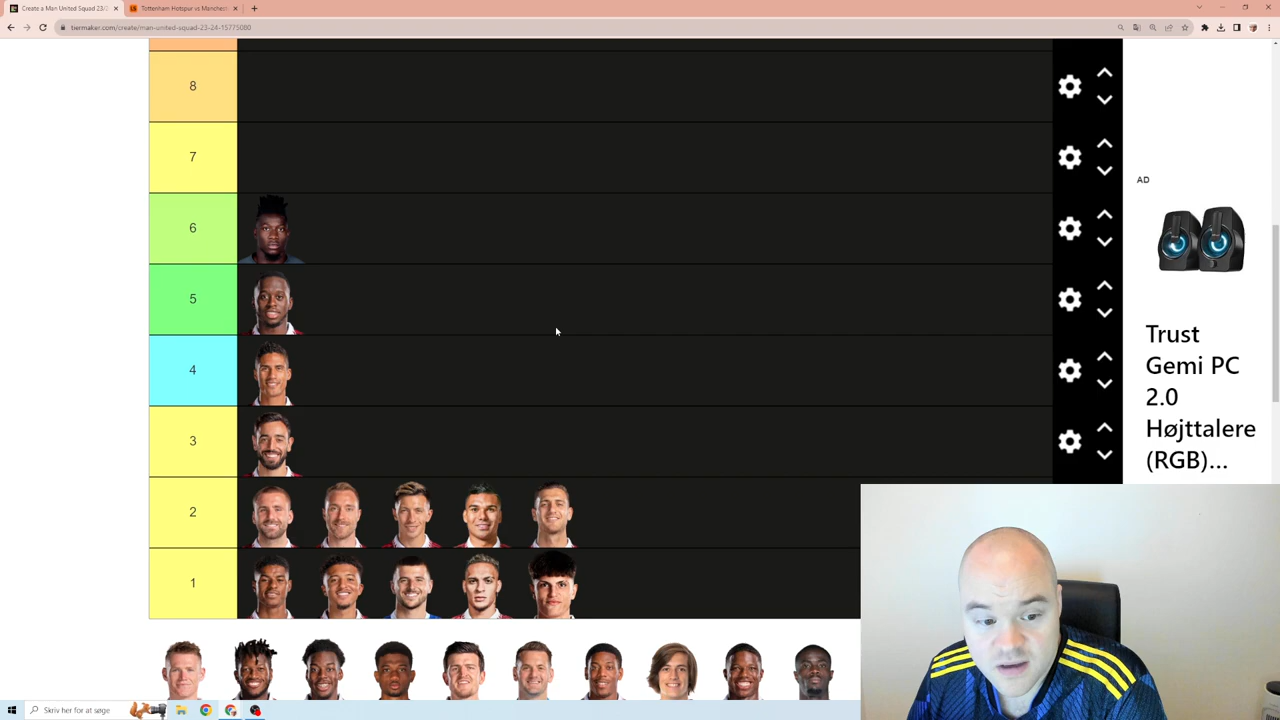 Create a Man United Squad 23/2
Tottenham Hotspur vs Manchest
tiermaker.com/create/man-united-squad-23-24-15775080
8
7
6
5
4
3
2
1
AD
Trust
Gemi PC
2.0
Højttalere
(RGB)...
Skriv her for at søge